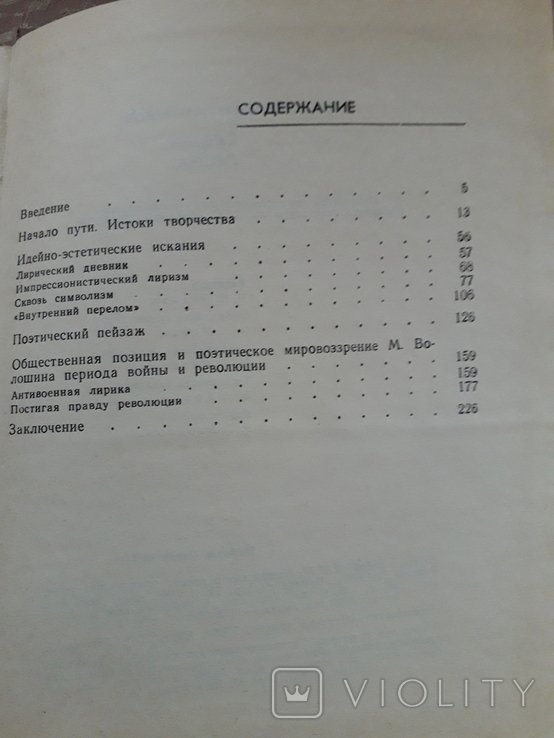 СОДЕРЖАНИЕ
Введение . . . . . . . . . . . . . 5
Начало пути. Истоки творчества . . . . . . . 13
Идейно-эстетические искания . . . . . . . . 56
Лирический дневник . . . . . . . . . . . 57
Импрессионистический лиризм . . . . . . . . 68
Сквозь символизм . . . . . . . . . . . 77
«Внутренний перелом» . . . . . . . . . . 106
Поэтический пейзаж . . . . . . . . . . . 126
Общественная позиция и поэтическое мировоззрение М. Во-
лошина периода войны и революции . . . . . . 159
Антивоенная лирика . . . . . . . . . . . 159
Постигая правду революции . . . . . . . . 177
Заключение . . . . . . . . . . . . . 226
VIOLITY